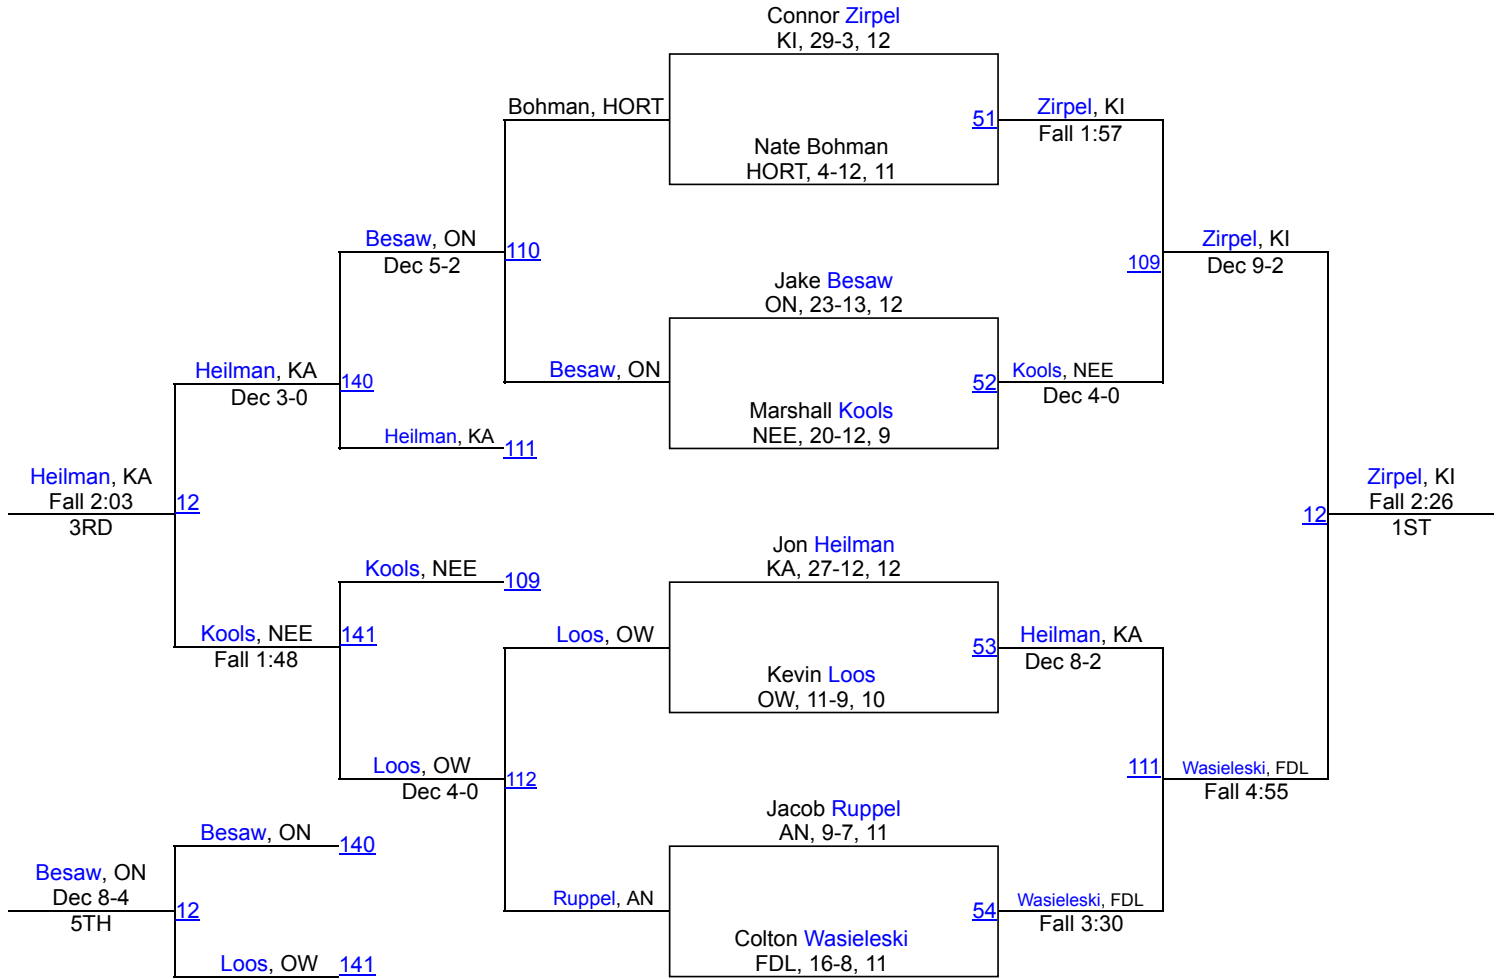 Connor Zirpel
KI, 29-3, 12
Bohman, HORT
51
Zirpel, KI
Fall 1:57
Nate Bohman
HORT, 4-12, 11
Besaw, ON
Dec 5-2
110
Zirpel, KI
Dec 9-2
109
Jake Besaw
ON, 23-13, 12
Heilman, KA
Dec 3-0
140
Besaw, ON
52
Kools, NEE
Dec 4-0
Marshall Kools
NEE, 20-12, 9
Heilman, KA
111
Heilman, KA
Fall 2:03
3RD
12
12
Zirpel, KI
Fall 2:26
1ST
Jon Heilman
KA, 27-12, 12
Kools, NEE
109
Kools, NEE
Fall 1:48
141
Loos, OW
53
Heilman, KA
Dec 8-2
Kevin Loos
OW, 11-9, 10
Loos, OW
Dec 4-0
112
111
Wasieleski, FDL
Fall 4:55
Jacob Ruppel
AN, 9-7, 11
Besaw, ON
140
Besaw, ON
Dec 8-4
5TH
12
Ruppel, AN
54
Wasieleski, FDL
Fall 3:30
Colton Wasieleski
FDL, 16-8, 11
Loos, OW
141